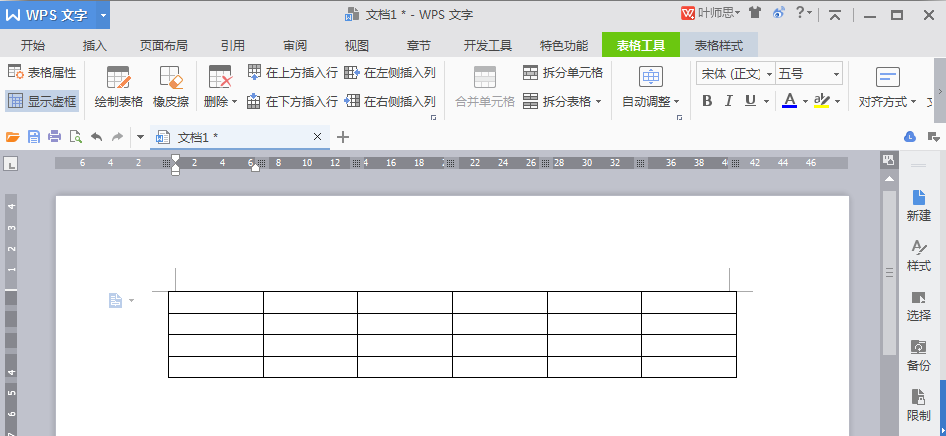 WPS 文字
文档1 * - WPS 文字
叶师思
?
开始 插入 页面布局 引用 审阅 视图 章节 开发工具 特色功能 表格工具 表格样式
表格属性 绘制表格 橡皮擦 删除 在上方插入行 在左侧插入列 合并单元格 拆分单元格 自动调整 宋体 (正文) 五号 对齐方式
显示虚框 在下方插入行 在右侧插入列 拆分表格 B I U A ab
文档1 *
6 4 2 2 4 6 8 10 12 4 16 18 22 24 26 28 30 32 36 38 4 42 44 46
4
3
2
1
1
4
5
6
新建
样式
选择
备份
限制